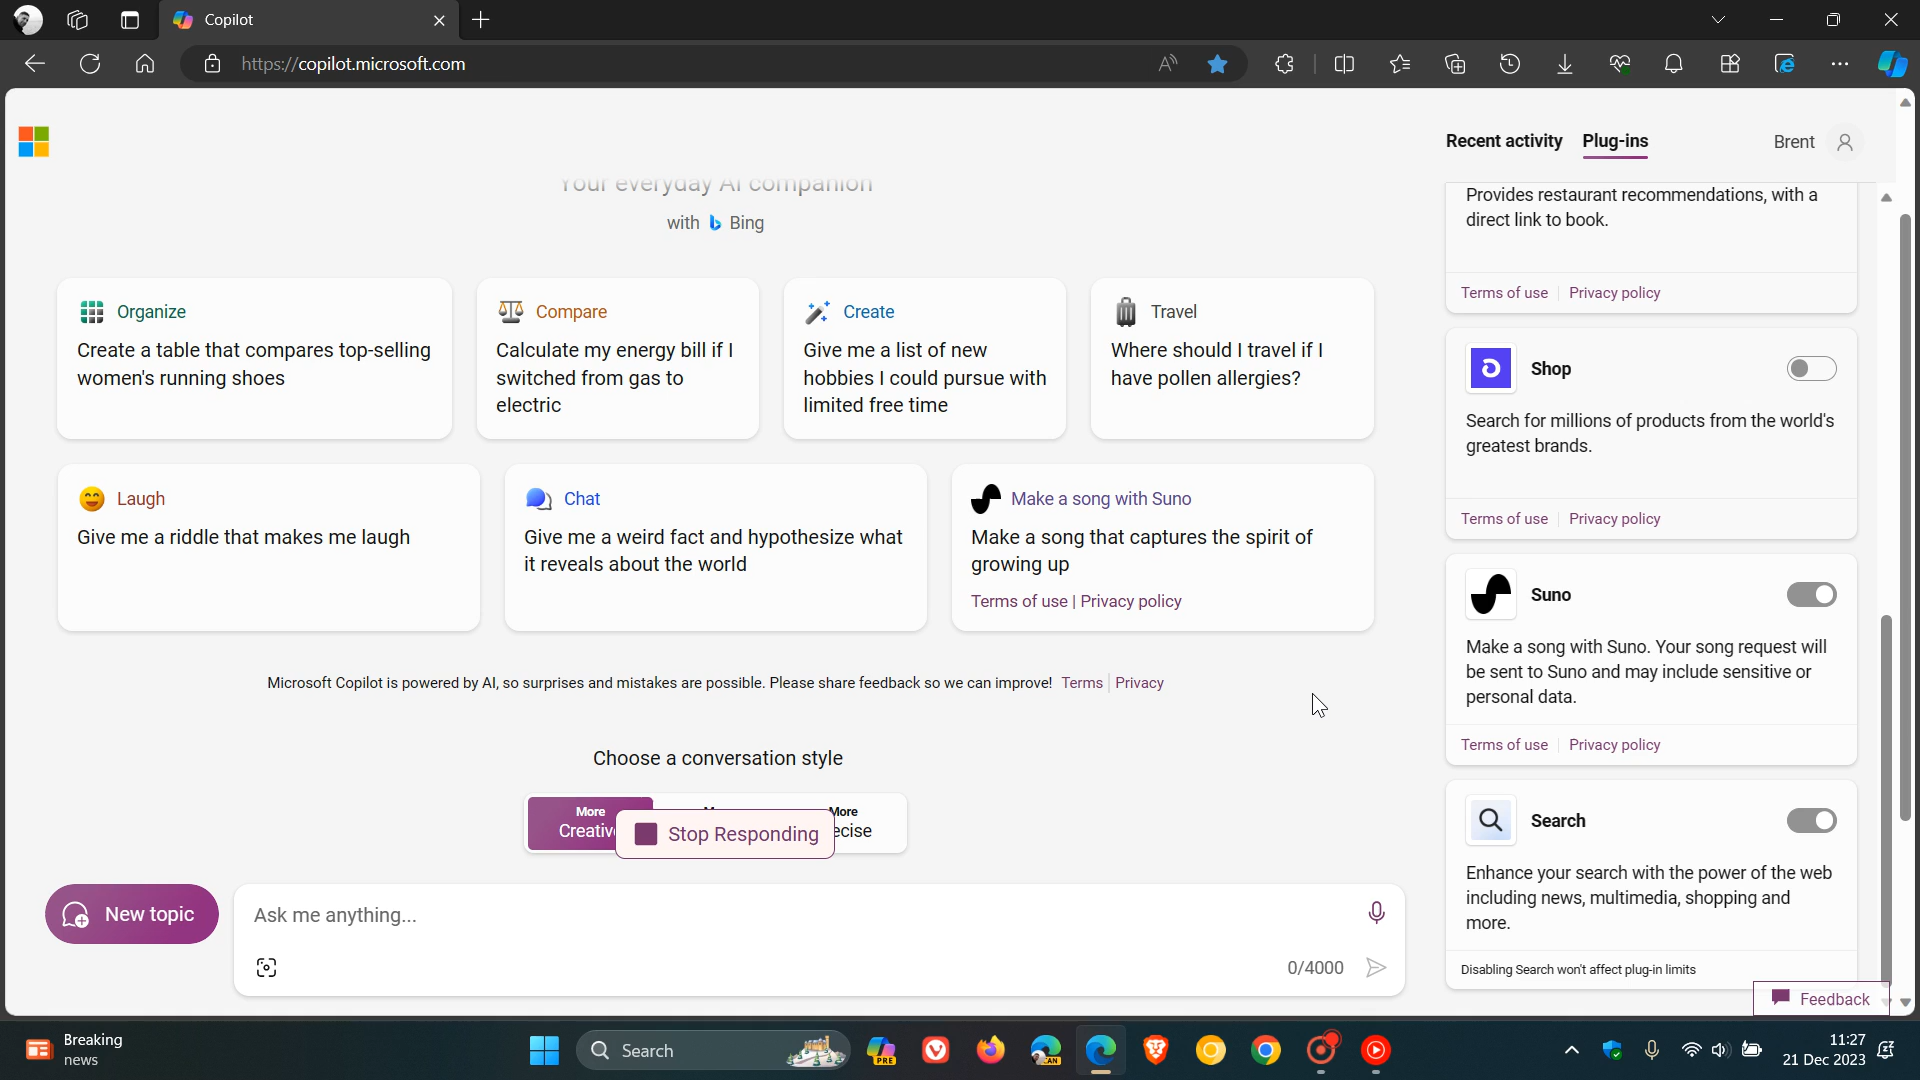 Copilot
https://copilot.microsoft.com
Recent activity
Plug-ins
Brent
Your everyday AI companion
with Bing
Organize
Create a table that compares top-selling
women's running shoes
Compare
Calculate my energy bill if I
switched from gas to
electric
Create
Give me a list of new
hobbies I could pursue with
limited free time
Travel
Where should I travel if I
have pollen allergies?
Laugh
Give me a riddle that makes me laugh
Chat
Give me a weird fact and hypothesize what
it reveals about the world
Make a song with Suno
Make a song that captures the spirit of
growing up
Terms of use | Privacy policy
Microsoft Copilot is powered by AI, so surprises and mistakes are possible. Please share feedback so we can improve! Terms Privacy
Choose a conversation style
More
Creative
More
ecise
Stop Responding
New topic
Ask me anything...
0/4000
Provides restaurant recommendations, with a
direct link to book.
Terms of use Privacy policy
Shop
Search for millions of products from the world's
greatest brands.
Terms of use Privacy policy
Suno
Make a song with Suno. Your song request will
be sent to Suno and may include sensitive or
personal data.
Terms of use Privacy policy
Search
Enhance your search with the power of the web
including news, multimedia, shopping and
more.
Disabling Search won't affect plug-in limits
Feedback
Breaking
news
Search
PRE
CAN
11:27
21 Dec 2023